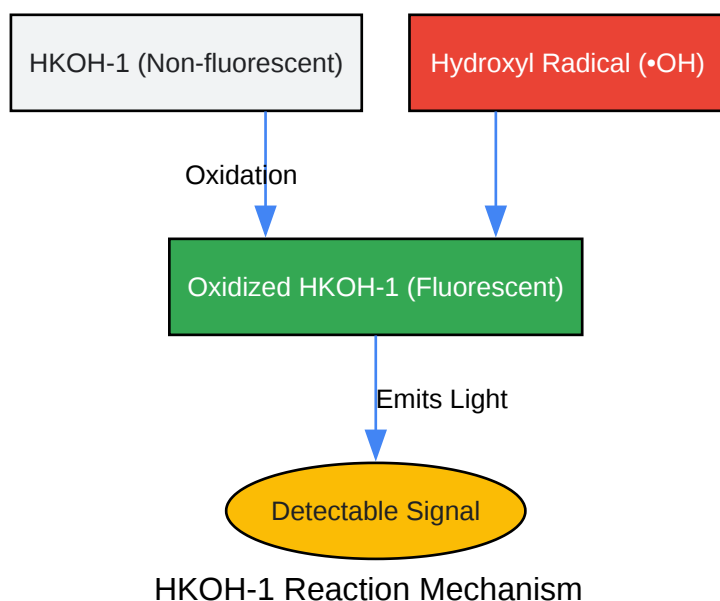 HKOH-1 (Non-fluorescent)
Hydroxyl Radical (•OH)
Oxidation
Oxidized HKOH-1 (Fluorescent)
Emits Light
Detectable Signal
HKOH-1 Reaction Mechanism